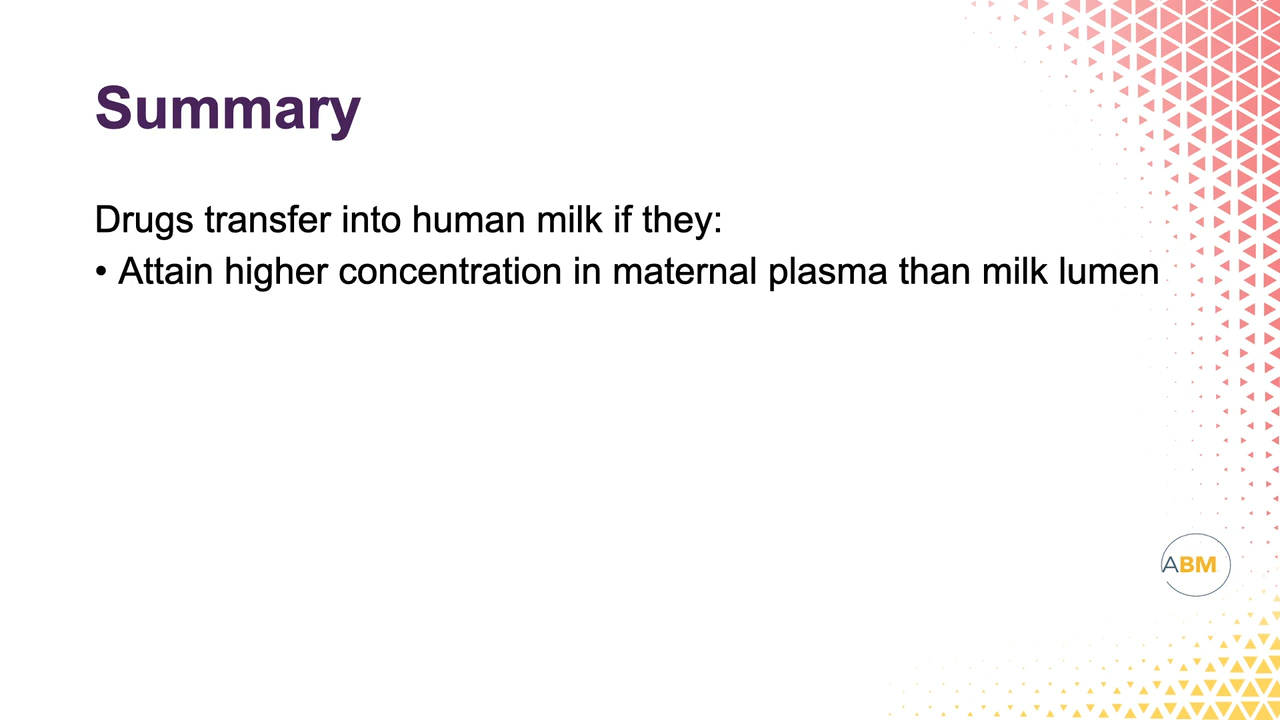 Summary
Drugs transfer into human milk if they:
• Attain higher concentration in maternal plasma than milk lumen
ABM